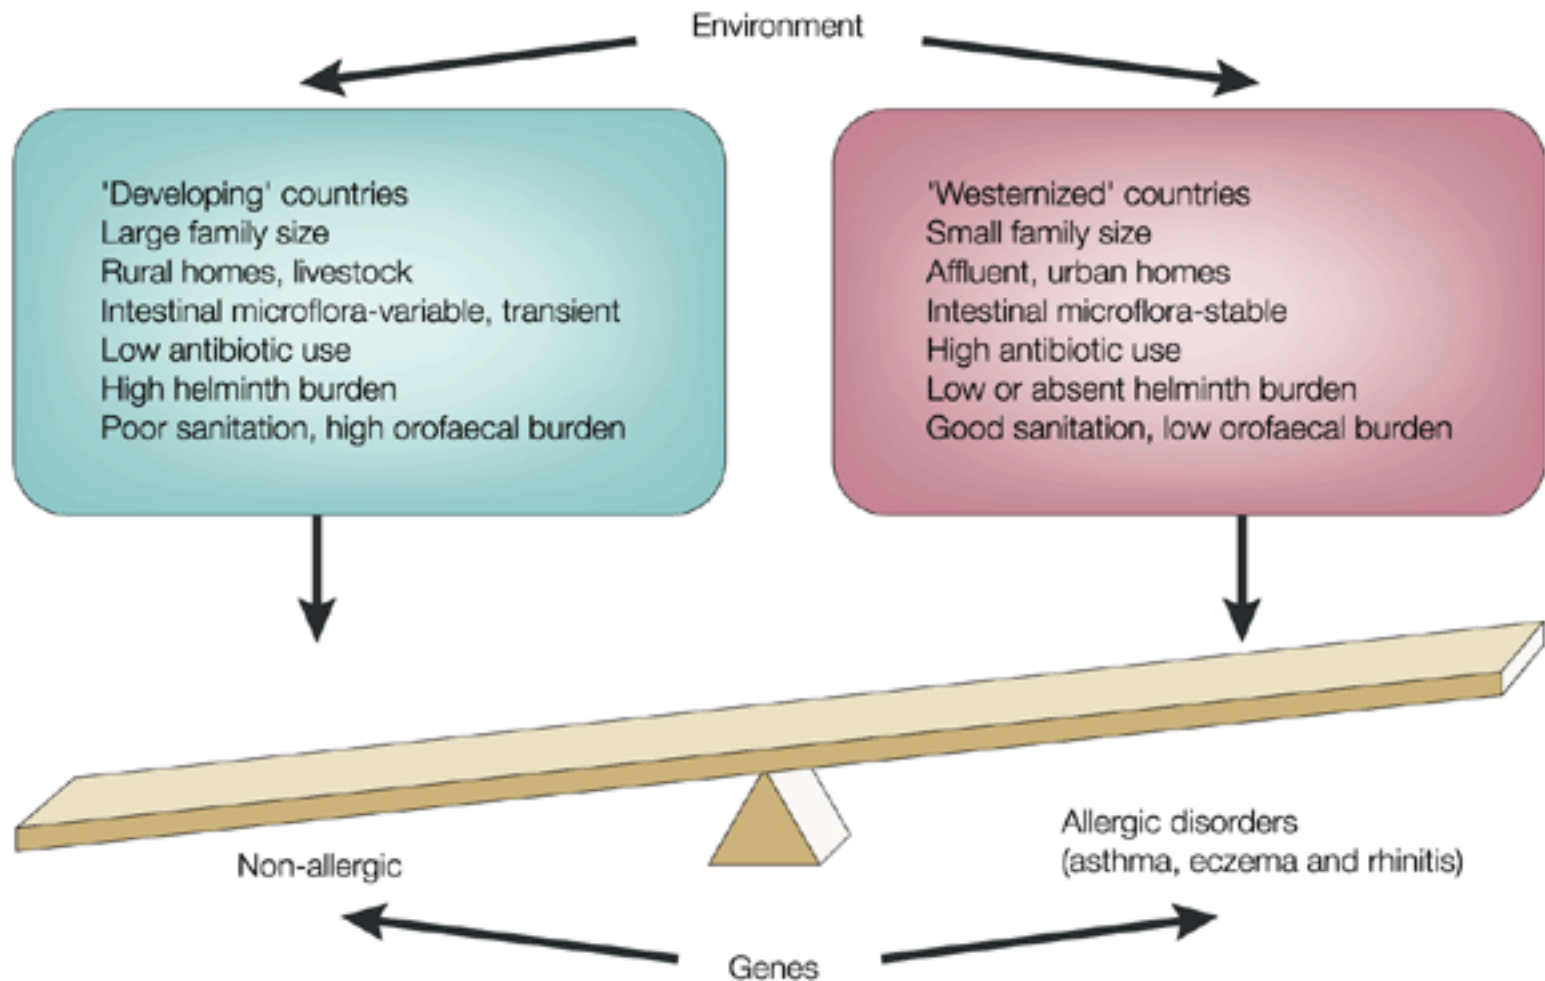 Environment
'Developing' countries
Large family size
Rural homes, livestock
Intestinal microflora-variable, transient
Low antibiotic use
High helminth burden
Poor sanitation, high orofaecal burden
'Westernized' countries
Small family size
Affluent, urban homes
Intestinal microflora-stable
High antibiotic use
Low or absent helminth burden
Good sanitation, low orofaecal burden
Non-allergic
Allergic disorders
(asthma, eczema and rhinitis)
Genes